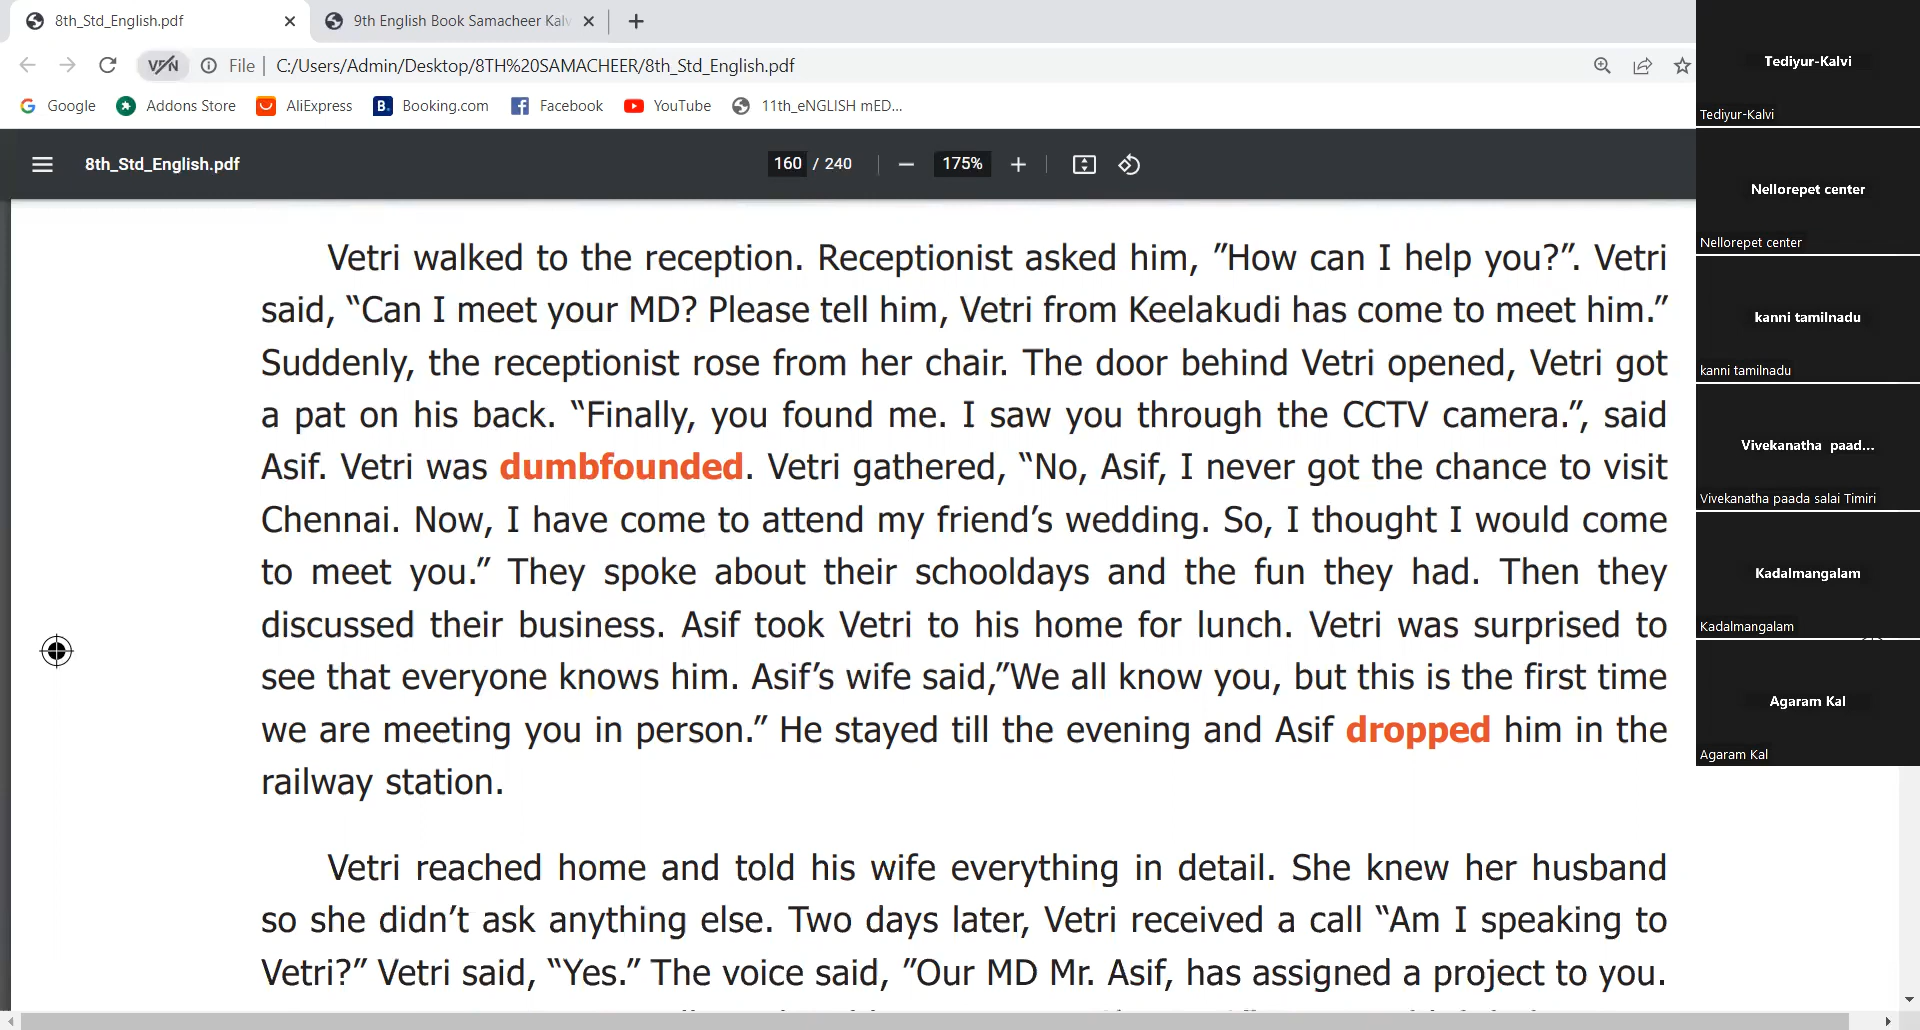 8th_Std_English.pdf
9th English Book Samacheer Kalv
VPN File C:/Users/Admin/Desktop/8TH%20SAMACHEER/8th_Std_English.pdf
Google Addons Store AliExpress B. Booking.com Facebook YouTube 11th_eNGLISH mED...
8th_Std_English.pdf 160 / 240 175%
Vetri walked to the reception. Receptionist asked him, ”How can I help you?”. Vetri
said, “Can I meet your MD? Please tell him, Vetri from Keelakudi has come to meet him.”
Suddenly, the receptionist rose from her chair. The door behind Vetri opened, Vetri got
a pat on his back. “Finally, you found me. I saw you through the CCTV camera.”, said
Asif. Vetri was dumbfounded. Vetri gathered, “No, Asif, I never got the chance to visit
Chennai. Now, I have come to attend my friend’s wedding. So, I thought I would come
to meet you.” They spoke about their schooldays and the fun they had. Then they
discussed their business. Asif took Vetri to his home for lunch. Vetri was surprised to
see that everyone knows him. Asif’s wife said,”We all know you, but this is the first time
we are meeting you in person.” He stayed till the evening and Asif dropped him in the
railway station.
Vetri reached home and told his wife everything in detail. She knew her husband
so she didn’t ask anything else. Two days later, Vetri received a call “Am I speaking to
Vetri?” Vetri said, “Yes.” The voice said, ”Our MD Mr. Asif, has assigned a project to you.
Tediyur-Kalvi
Tediyur-Kalvi
Nellorepet center
Nellorepet center
kanni tamilnadu
kanni tamilnadu
Vivekanatha paad...
Vivekanatha paada salai Timiri
Kadalmangalam
Kadalmangalam
Agaram Kal
Agaram Kal